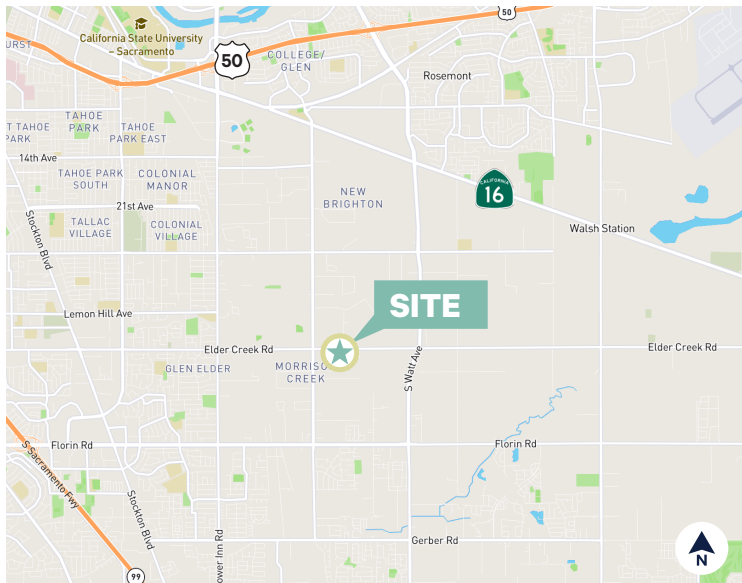 50
California State University
– Sacramento
URST
50
COLLEGE/
GLEN
Rosemont
TAHOE
PARK
T TAHOE
PARK
TAHOE
PARK EAST
14th Ave
TAHOE PARK
SOUTH
COLONIAL
MANOR
CALIFORNIA
16
NEW
BRIGHTON
21st Ave
TALLAC
VILLAGE
COLONIAL
VILLAGE
Stockton Blvd
Walsh Station
SITE
Lemon Hill Ave
Elder Creek Rd
Elder Creek Rd
GLEN ELDER
MORRISO
CREEK
S Watt Ave
Florin Rd
Florin Rd
S Sacramento Fwy
Stockton Blvd
ower Inn Rd
Gerber Rd
N
99